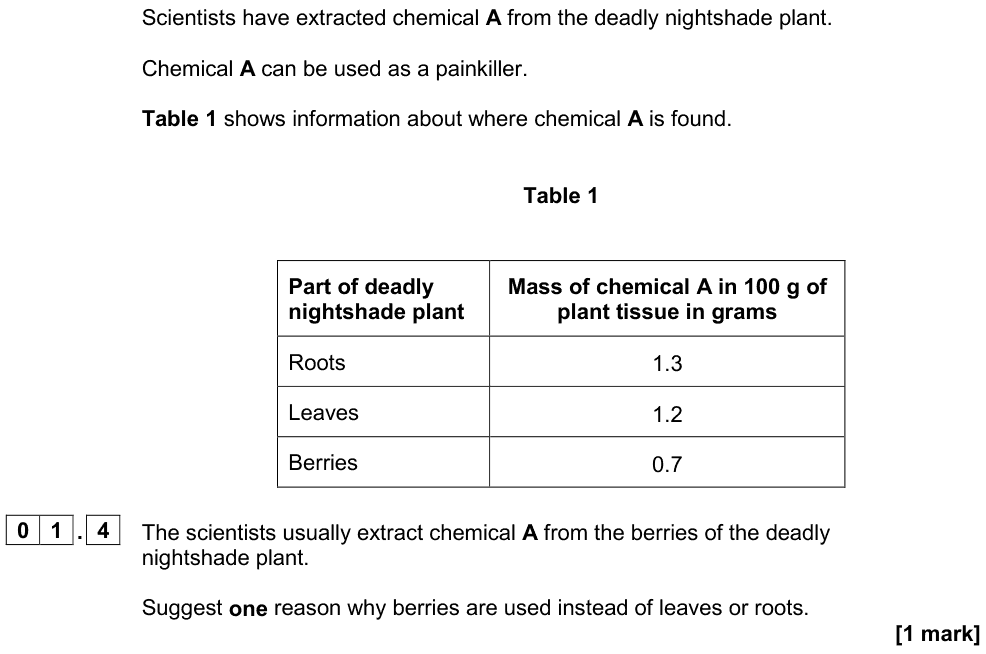 Scientists have extracted chemical A from the deadly nightshade plant.
Chemical A can be used as a painkiller.
Table 1 shows information about where chemical A is found.
Table 1
Part of deadly nightshade plant | Mass of chemical A in 100 g of plant tissue in grams
Roots | 1.3
Leaves | 1.2
Berries | 0.7
0 1 . 4 The scientists usually extract chemical A from the berries of the deadly
nightshade plant.
Suggest one reason why berries are used instead of leaves or roots.
[1 mark]